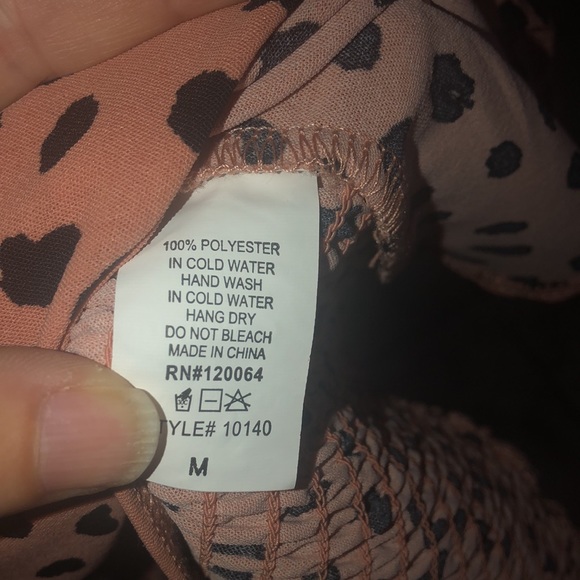 100% POLYESTER
IN COLD WATER
HAND WASH
IN COLD WATER
HANG DRY
DO NOT BLEACH
MADE IN CHINA
RN#120064
TYLE# 10140
M